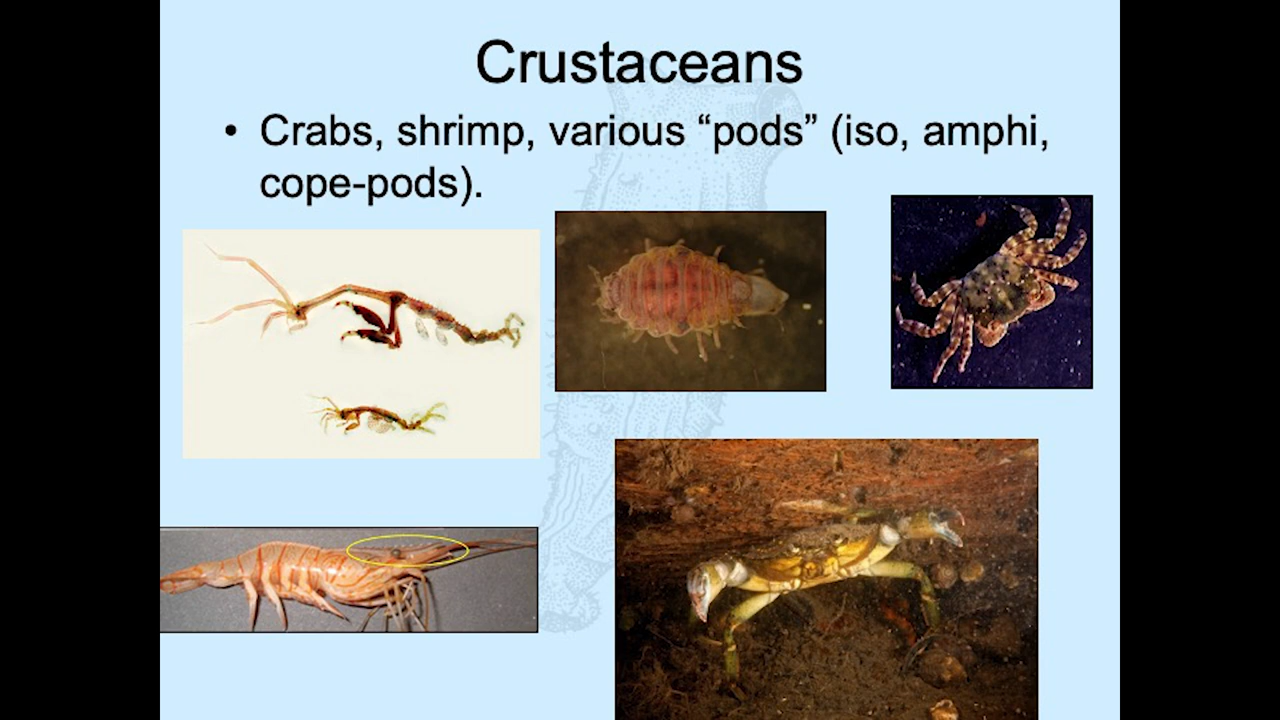 Crustaceans
• Crabs, shrimp, various “pods” (iso, amphi,
cope-pods).